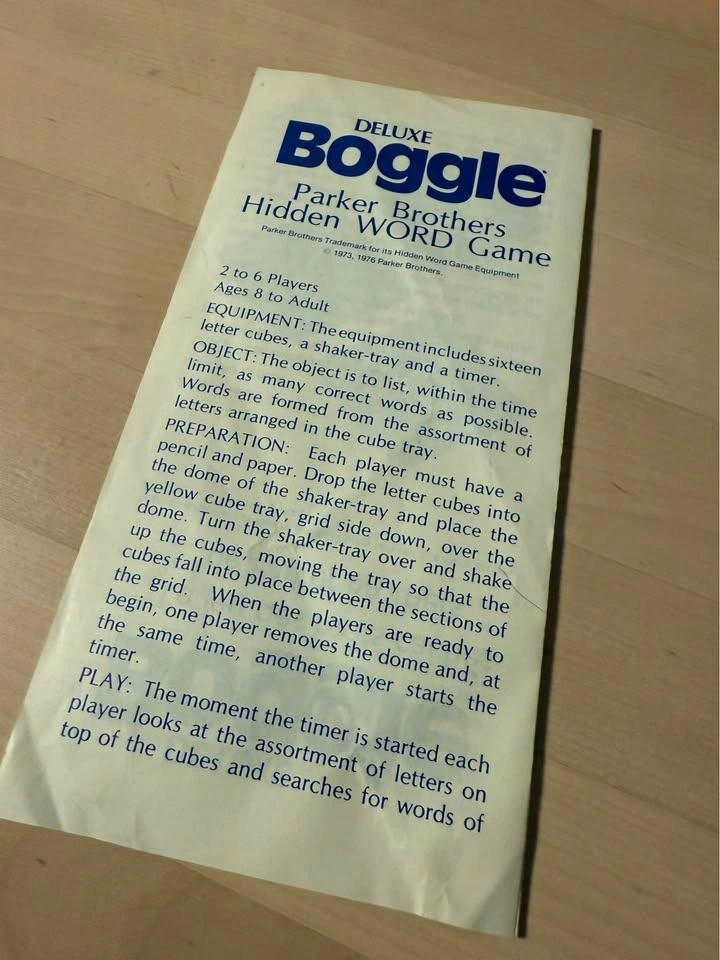 DELUXE
Boggle
Parker Brothers
Hidden WORD Game
Parker Brothers Trademark for its Hidden Word Game Equipment
© 1973, 1976 Parker Brothers.
2 to 6 Players
Ages 8 to Adult
EQUIPMENT: The equipment includes sixteen
letter cubes, a shaker-tray and a timer.
OBJECT: The object is to list, within the time
limit, as many correct words as possible.
Words are formed from the assortment of
letters arranged in the cube tray.
PREPARATION: Each player must have a
pencil and paper. Drop the letter cubes into
the dome of the shaker-tray and place the
yellow cube tray, grid side down, over the
dome. Turn the shaker-tray over and shake
up the cubes, moving the tray so that the
cubes fall into place between the sections of
the grid. When the players are ready to
begin, one player removes the dome and, at
the same time, another player starts the
timer.
PLAY: The moment the timer is started each
player looks at the assortment of letters on
top of the cubes and searches for words of